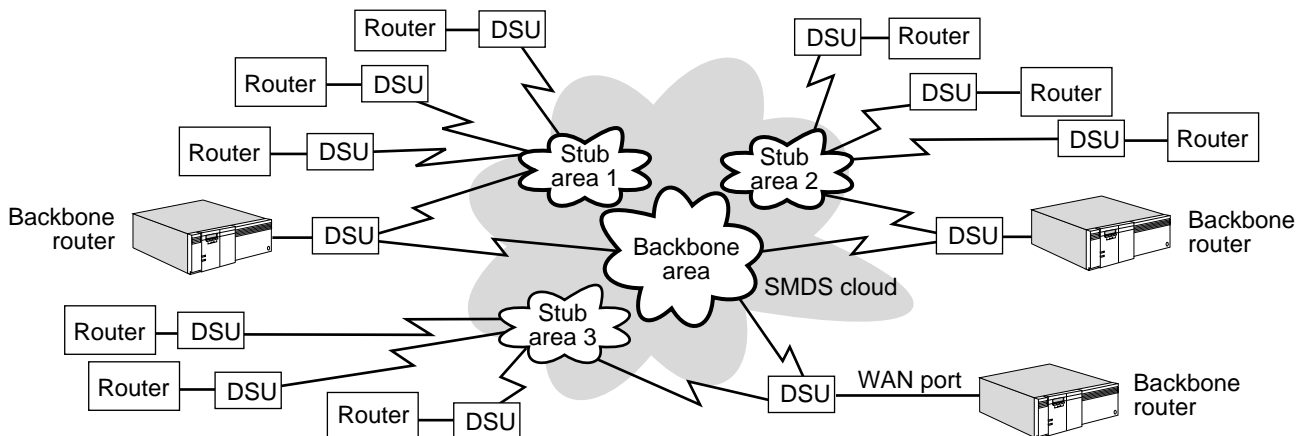 Router
DSU
DSU
Router
Router
DSU
DSU
Router
Router
DSU
DSU
Router
Stub
area 1
Stub
area 2
Backbone
router
DSU
Backbone
area
DSU
Backbone
router
SMDS cloud
Router
DSU
Stub
area 3
Router
DSU
DSU
WAN port
Backbone
router
Router
DSU